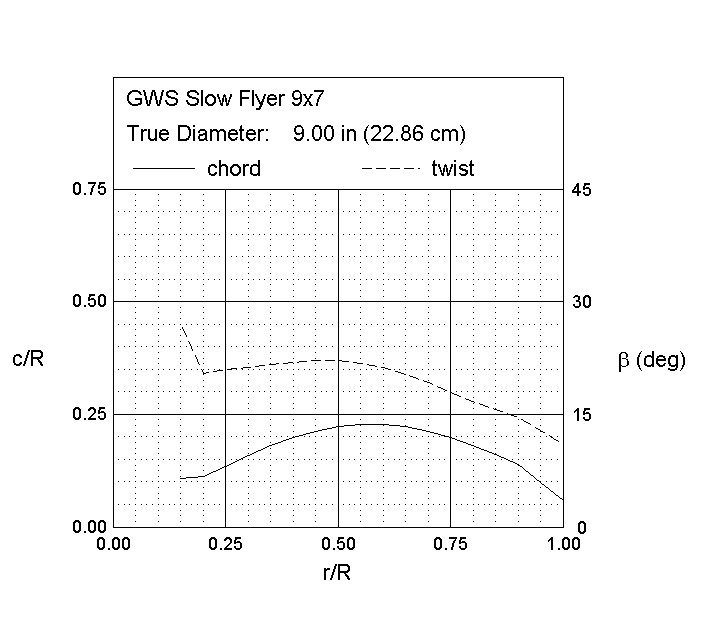 GWS Slow Flyer 9x7
True Diameter: 9.00 in (22.86 cm)
chord twist
0.75 45
0.50 30
c/R β (deg)
0.25 15
0.00 0
0.00 0.25 0.50 0.75 1.00
r/R